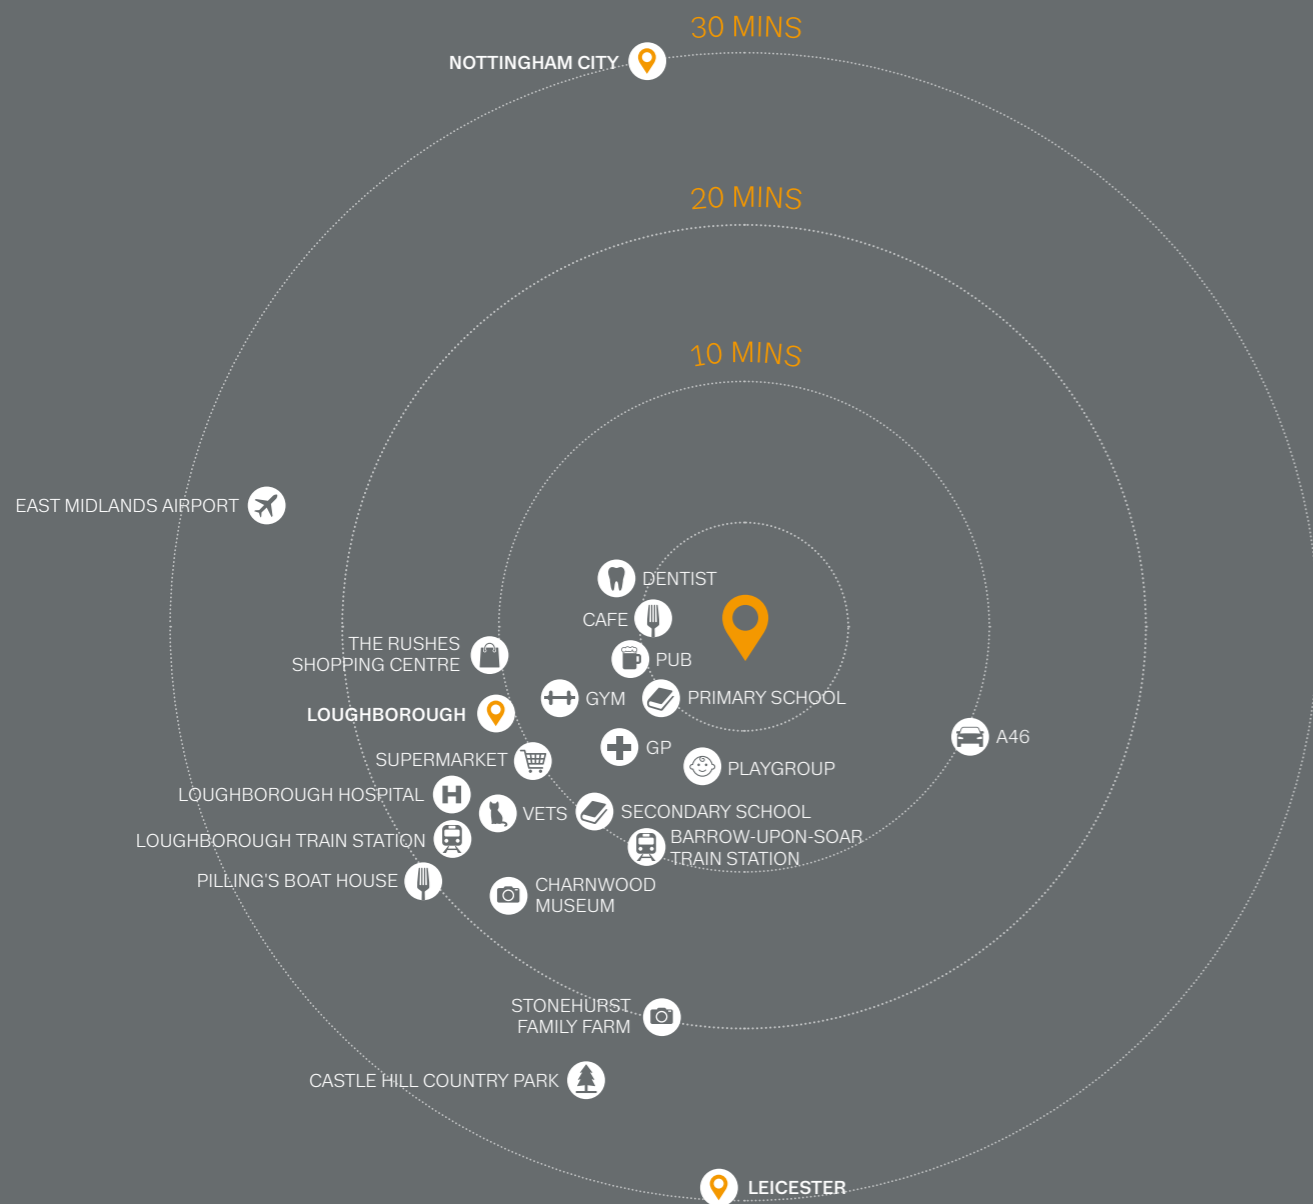 30 MINS
NOTTINGHAM CITY
20 MINS
10 MINS
EAST MIDLANDS AIRPORT
DENTIST
CAFE
THE RUSHES
SHOPPING CENTRE
PUB
GYM
PRIMARY SCHOOL
LOUGHBOROUGH
A46
GP
SUPERMARKET
PLAYGROUP
LOUGHBOROUGH HOSPITAL
VETS
SECONDARY SCHOOL
LOUGHBOROUGH TRAIN STATION
BARROW-UPON-SOAR
TRAIN STATION
PILLING'S BOAT HOUSE
CHARNWOOD
MUSEUM
STONEHURST
FAMILY FARM
CASTLE HILL COUNTRY PARK
LEICESTER